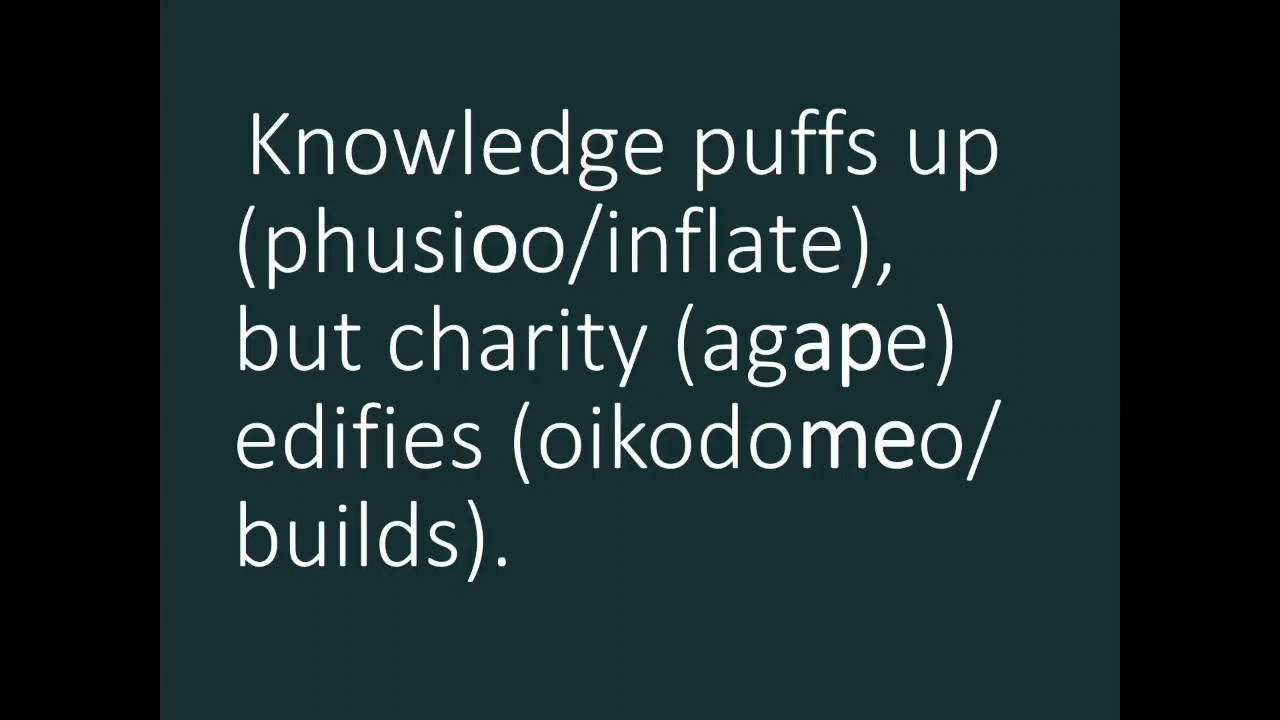 Knowledge puffs up
(phusioo/inflate),
but charity (agape)
edifies (oikodomeo/
builds).